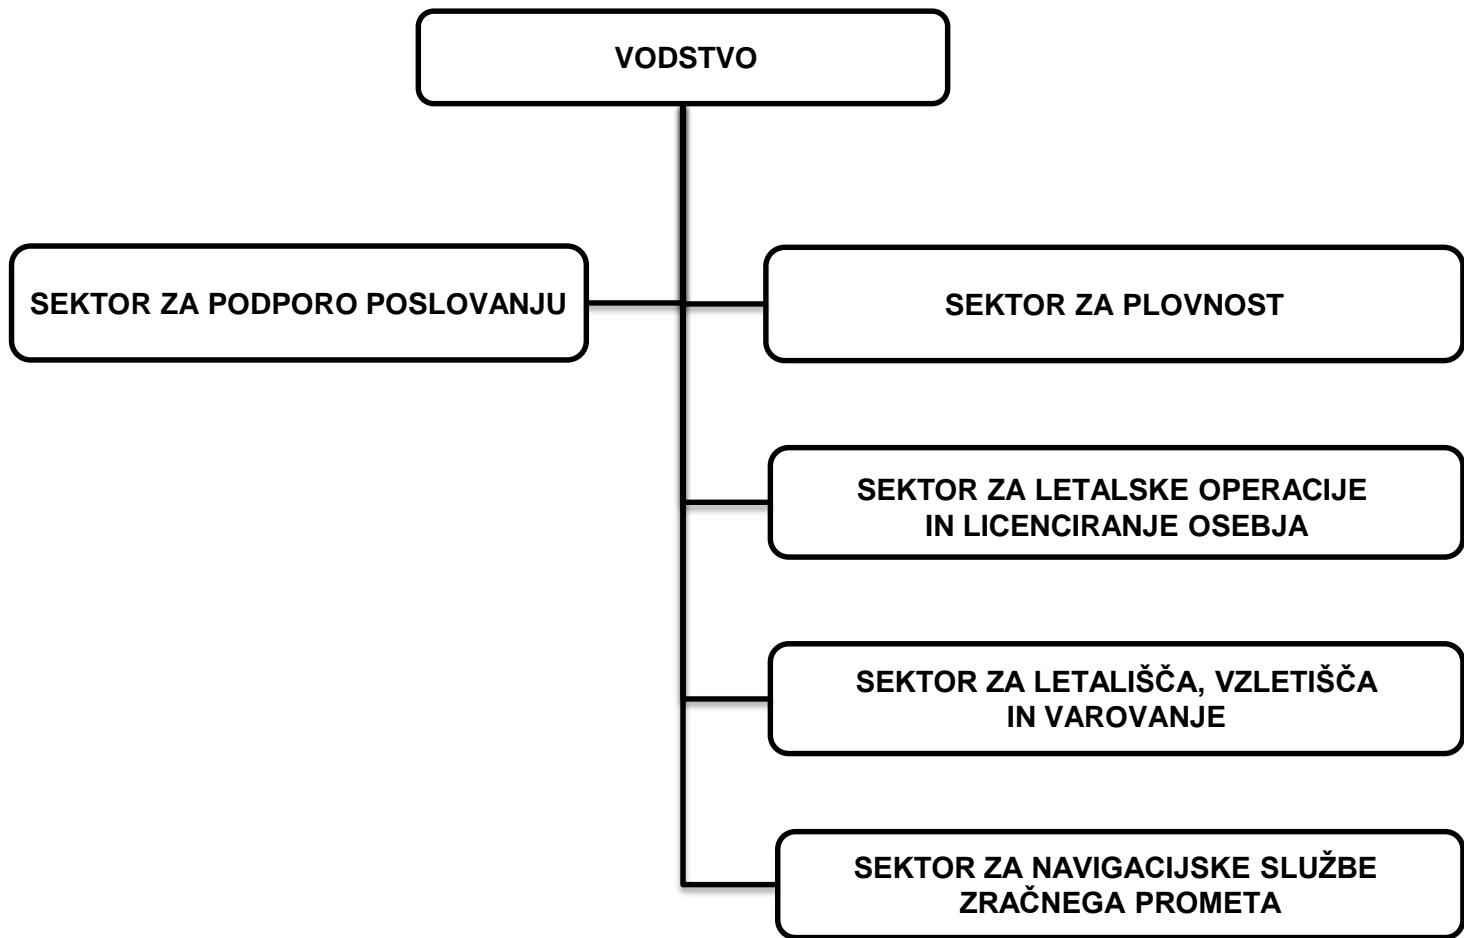 VODSTVO
SEKTOR ZA PODPORO POSLOVANJU
SEKTOR ZA PLOVNOST
SEKTOR ZA LETALSKE OPERACIJE
IN LICENCIRANJE OSEBJA
SEKTOR ZA LETALIŠČA, VZLETIŠČA
IN VAROVANJE
SEKTOR ZA NAVIGACIJSKE SLUŽBE
ZRAČNEGA PROMETA